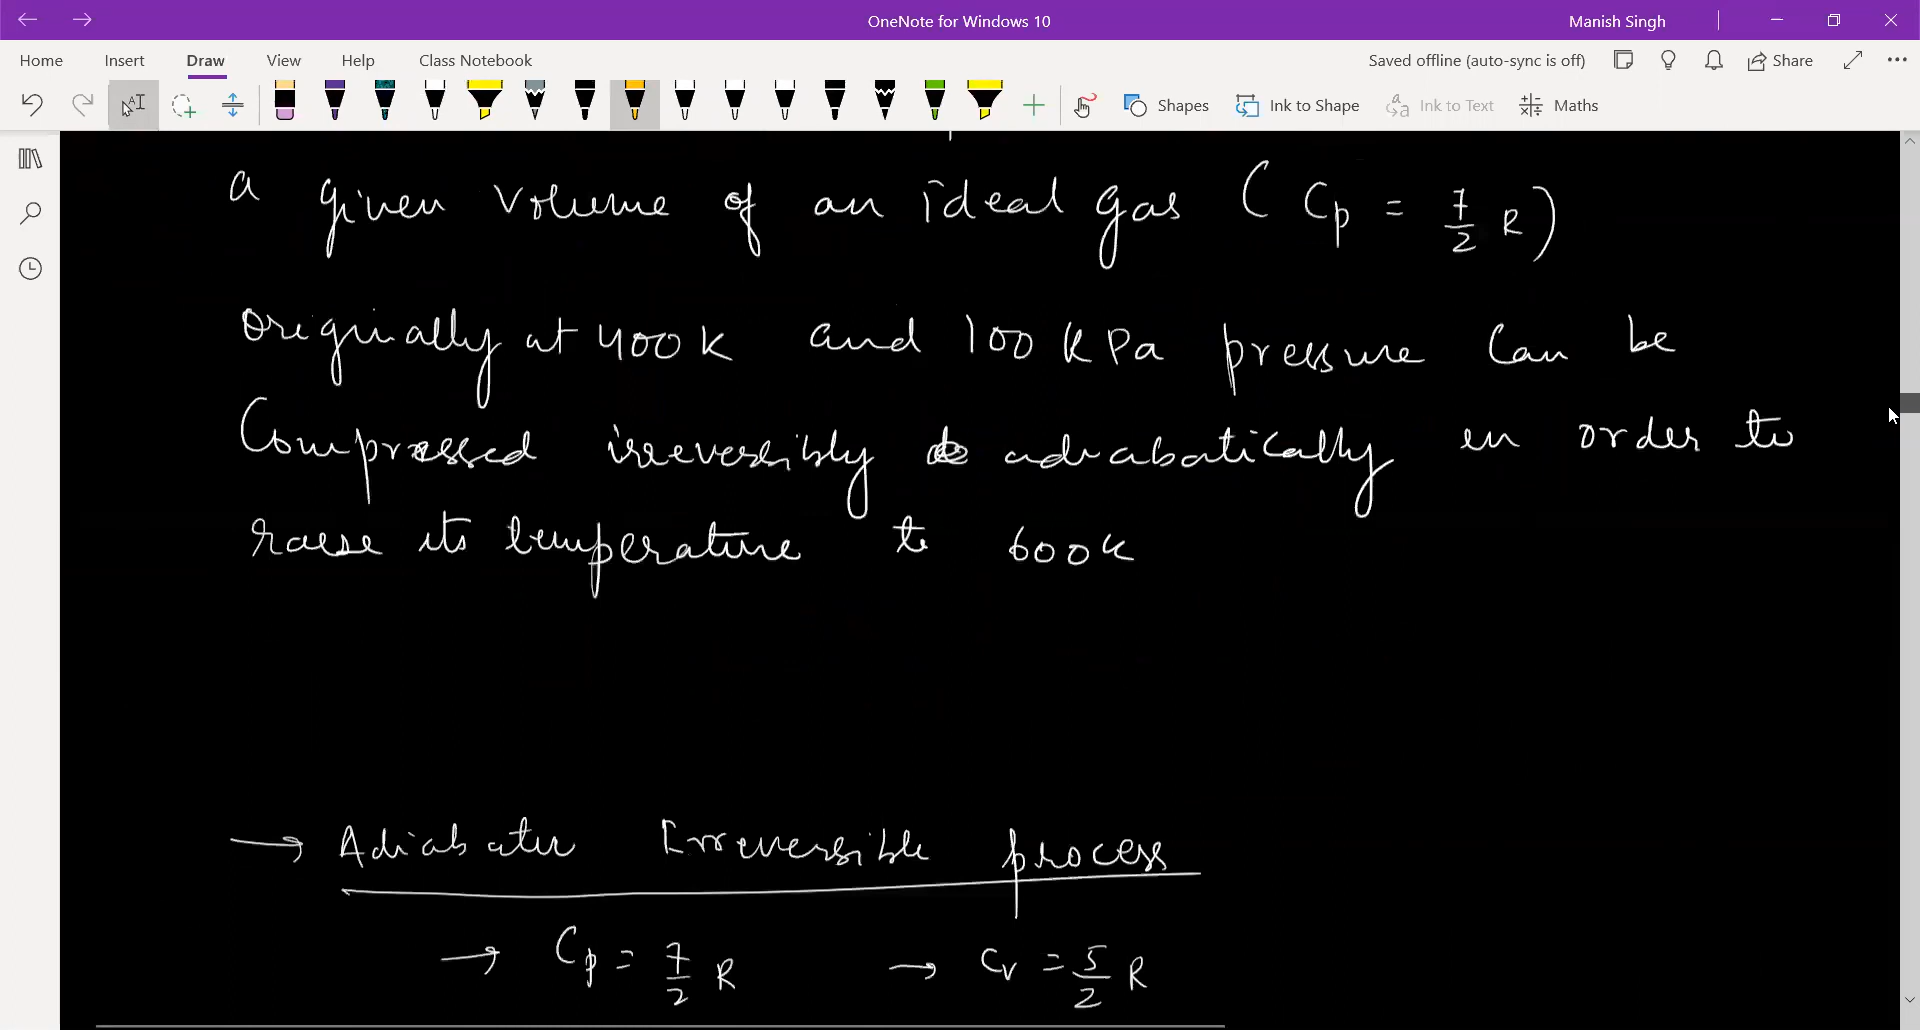 OneNote for Windows 10
Manish Singh
Home Insert Draw View Help Class Notebook
Saved offline (auto-sync is off) Share
Shapes Ink to Shape Ink to Text Maths
a given volume of an ideal gas ( Cp = 7/2 R)
Originally at 400 K and 100 kPa pressure can be
Compressed irreversibly adiabatically in order to
raise its temperature to 600K
→ Adiabatic Irreversible process
→ Cp = 7/2 R → Cv = 5/2 R